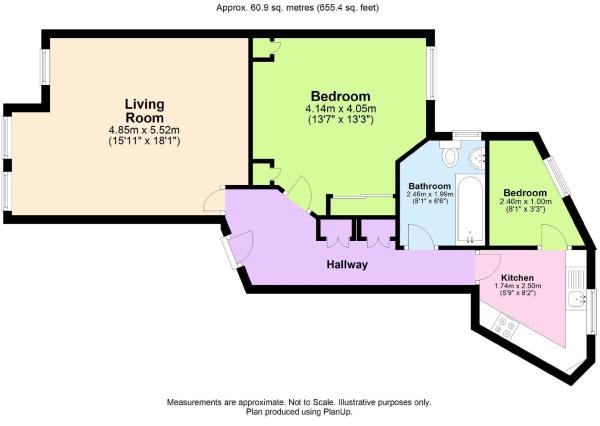 Approx. 60.9 sq. metres (655.4 sq. feet)
Living
Room
4.85m x 5.52m
(15'11" x 18'1")
Bedroom
4.14m x 4.05m
(13'7" x 13'3")
Bathroom
2.46m x 1.99m
(8'1" x 6'6")
Bedroom
2.46m x 1.00m
(8'1" x 3'3")
Hallway
Kitchen
1.74m x 2.50m
(5'9" x 8'2")
Measurements are approximate. Not to Scale. Illustrative purposes only.
Plan produced using PlanUp.